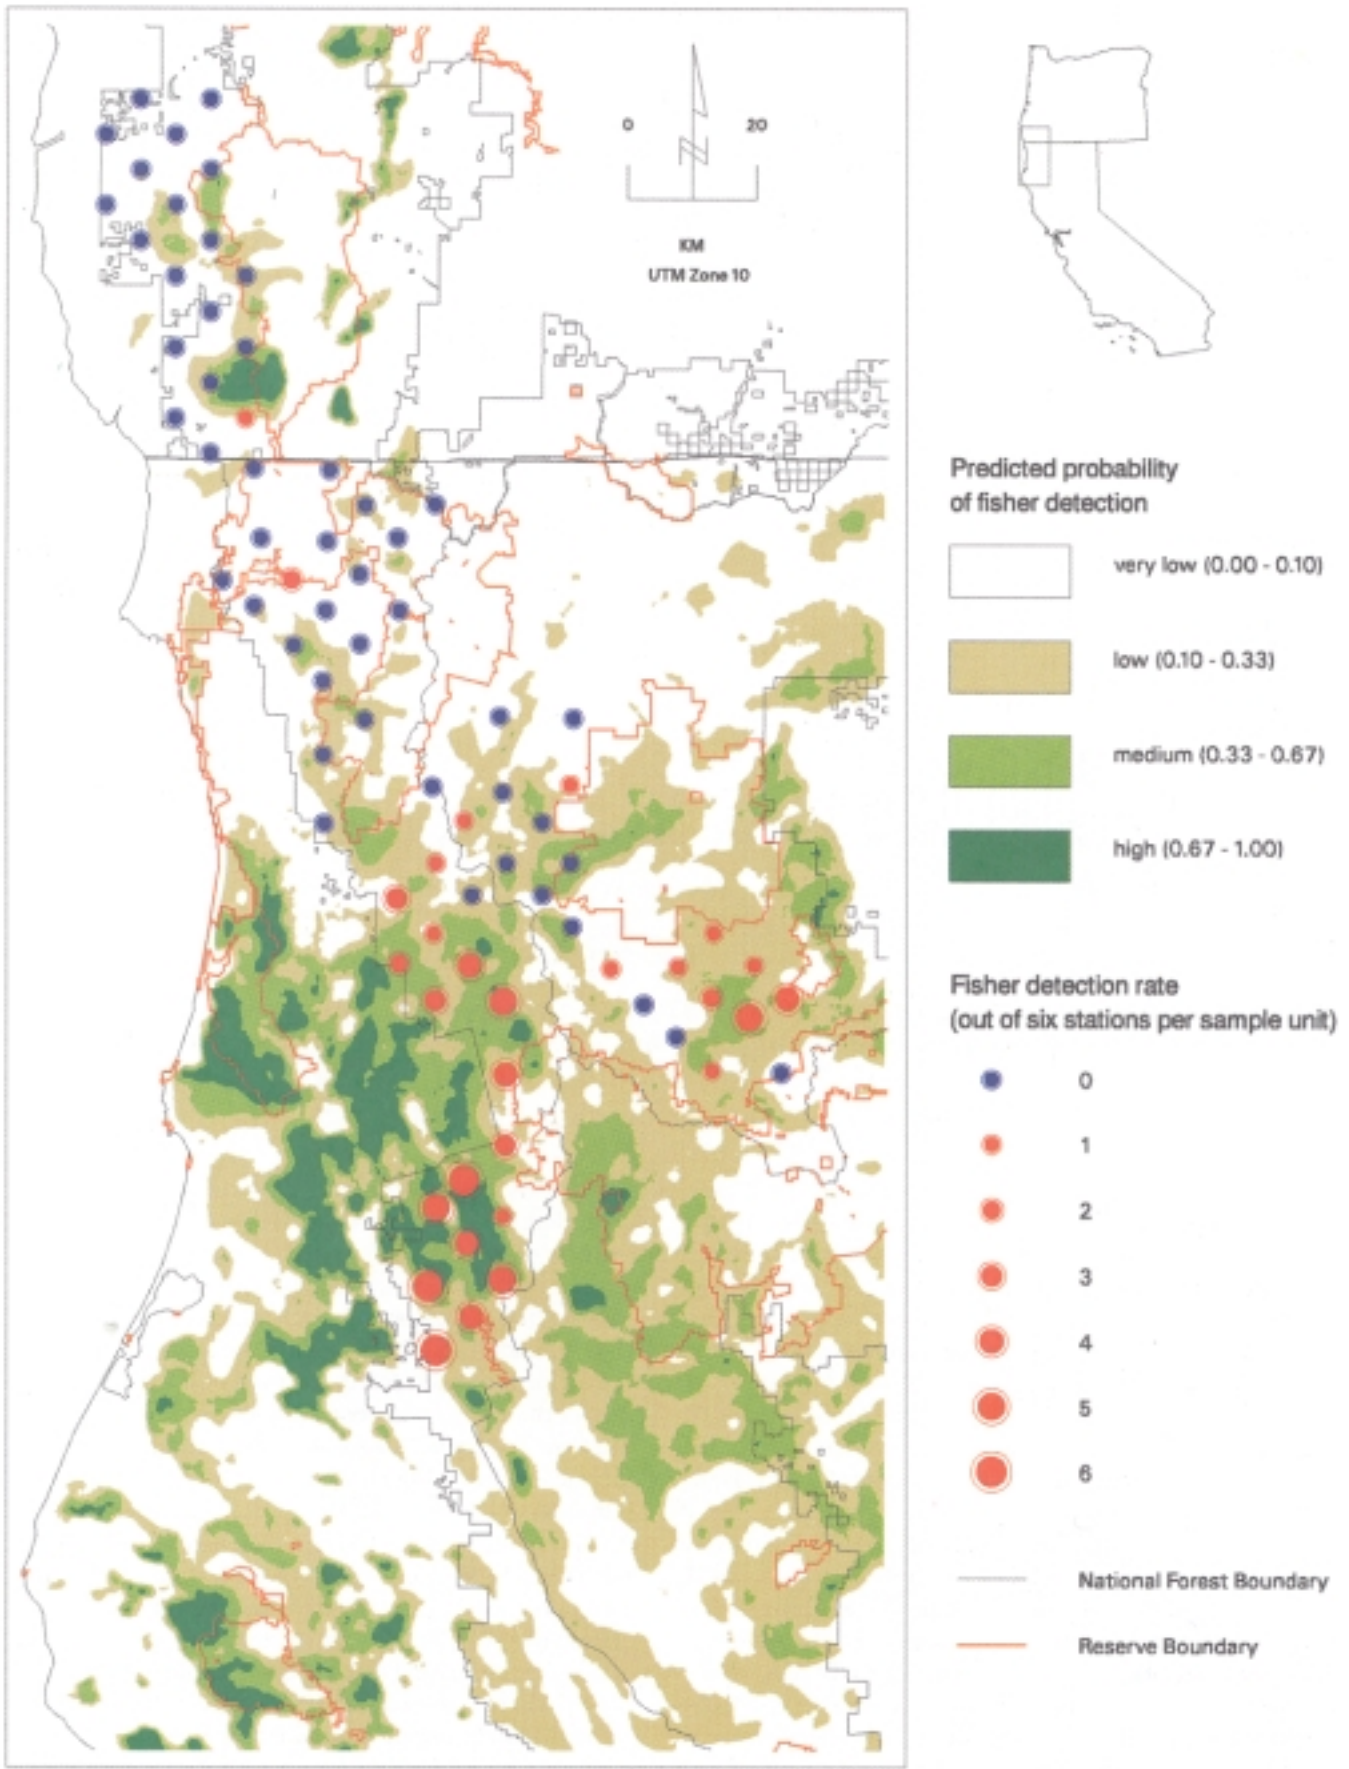 0 20
KM
UTM Zone 10
Predicted probability
of fisher detection
very low (0.00 - 0.10)
low (0.10 - 0.33)
medium (0.33 - 0.67)
high (0.67 - 1.00)
Fisher detection rate
(out of six stations per sample unit)
0
1
2
3
4
5
6
National Forest Boundary
Reserve Boundary